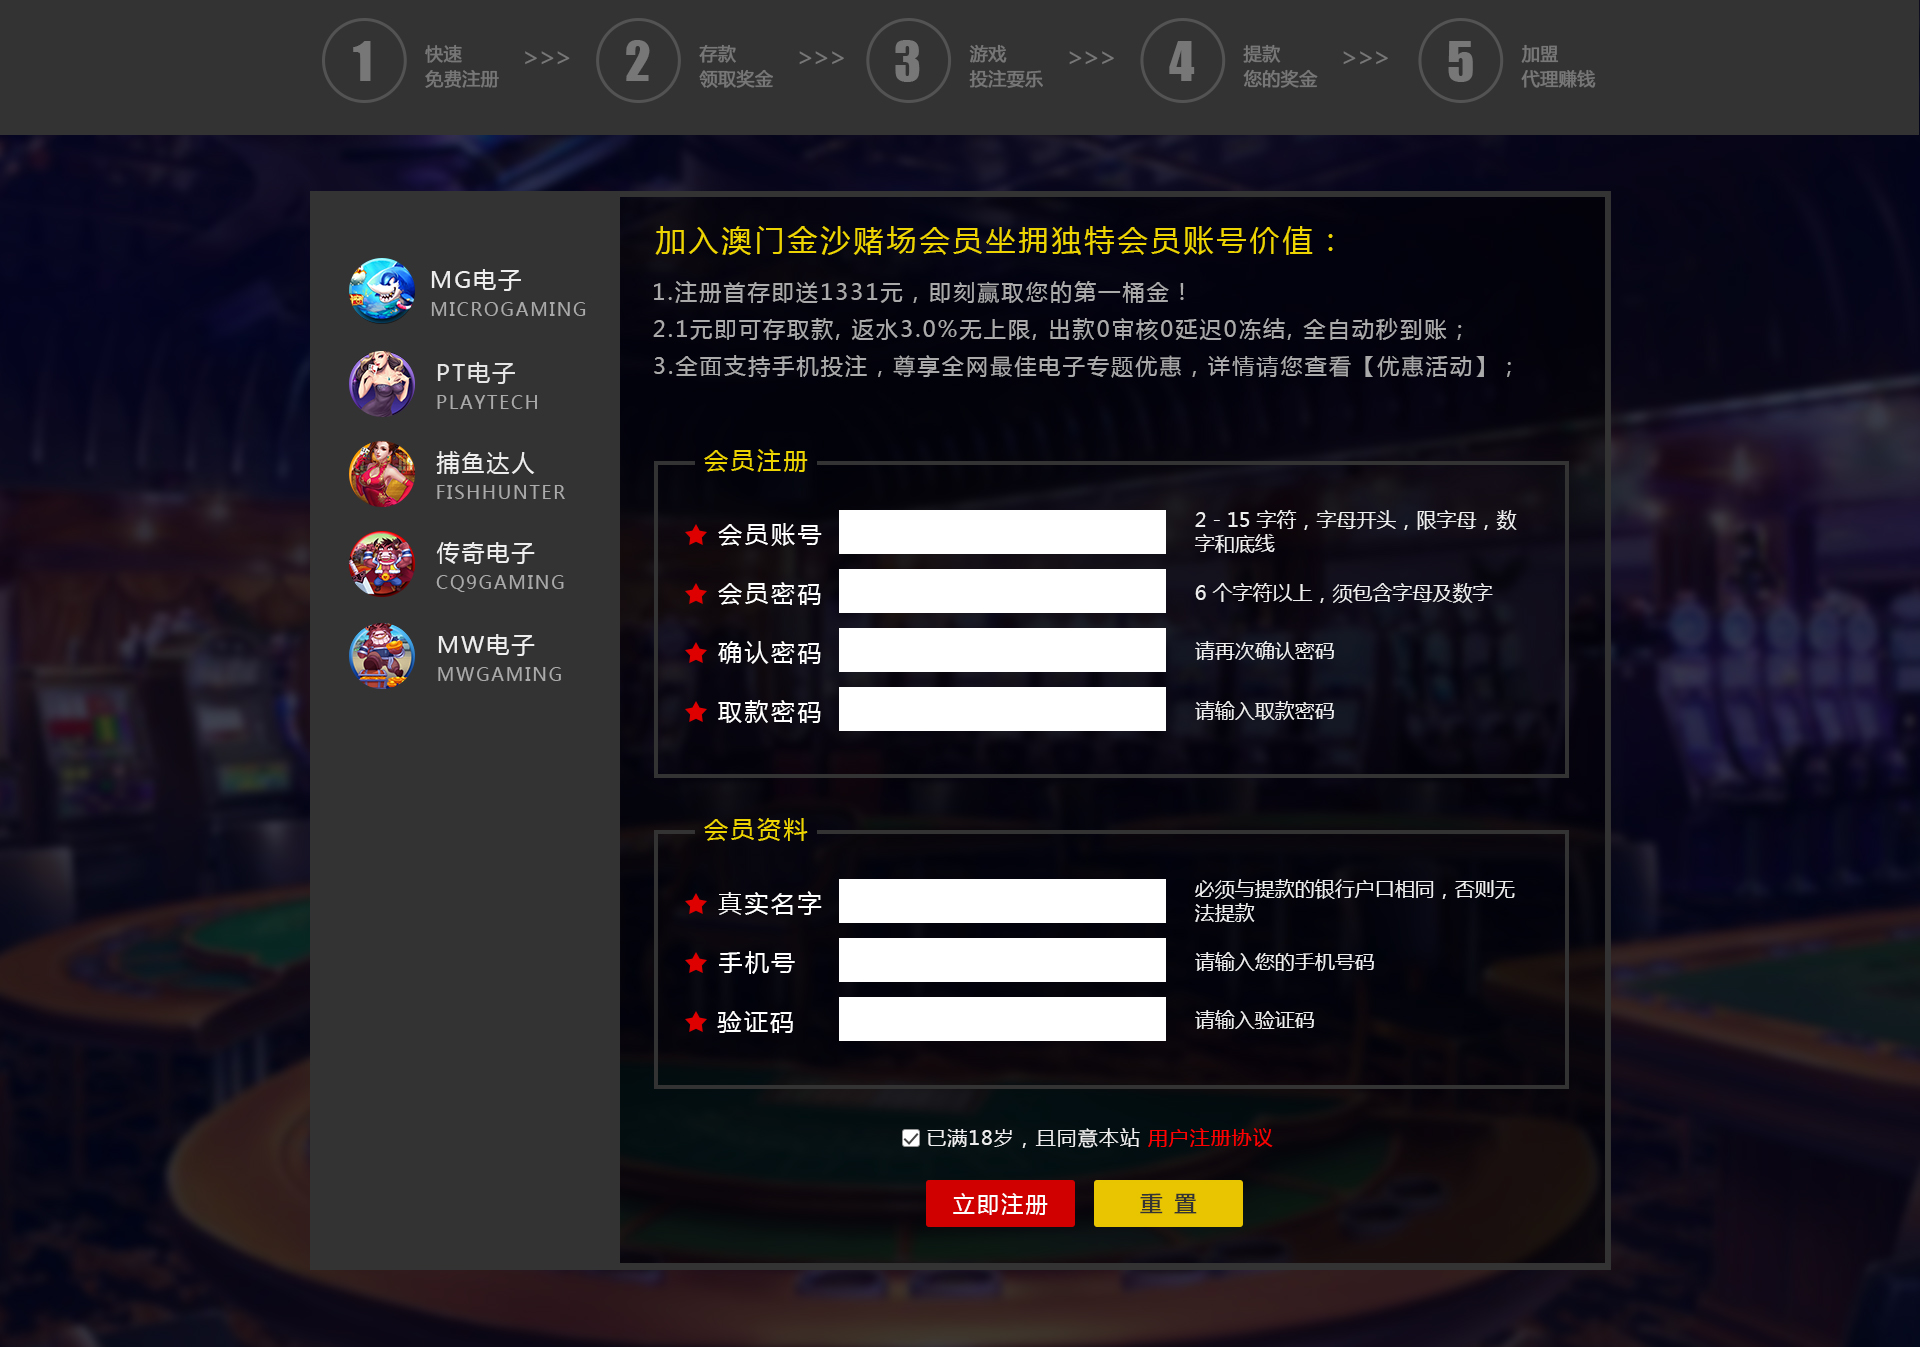 1
快速
免费注册
>>>
2
存款
领取奖金
>>>
3
游戏
投注耍乐
>>>
4
提款
您的奖金
>>>
5
加盟
代理赚钱
MG电子
MICROGAMING
PT电子
PLAYTECH
捕鱼达人
FISHHUNTER
传奇电子
CQ9GAMING
MW电子
MWGAMING
加入澳门金沙赌场会员坐拥独特会员账号价值：
1.注册首存即送1331元，即刻赢取您的第一桶金！
2.1元即可存取款, 返水3.0%无上限, 出款0审核0延迟0冻结, 全自动秒到账；
3.全面支持手机投注，尊享全网最佳电子专题优惠，详情请您查看【优惠活动】；
会员注册
★ 会员账号
2 - 15 字符，字母开头，限字母，数
字和底线
★ 会员密码
6 个字符以上，须包含字母及数字
★ 确认密码
请再次确认密码
★ 取款密码
请输入取款密码
会员资料
★ 真实名字
必须与提款的银行户口相同，否则无
法提款
★ 手机号
请输入您的手机号码
★ 验证码
请输入验证码
已满18岁，且同意本站 用户注册协议
立即注册
重 置